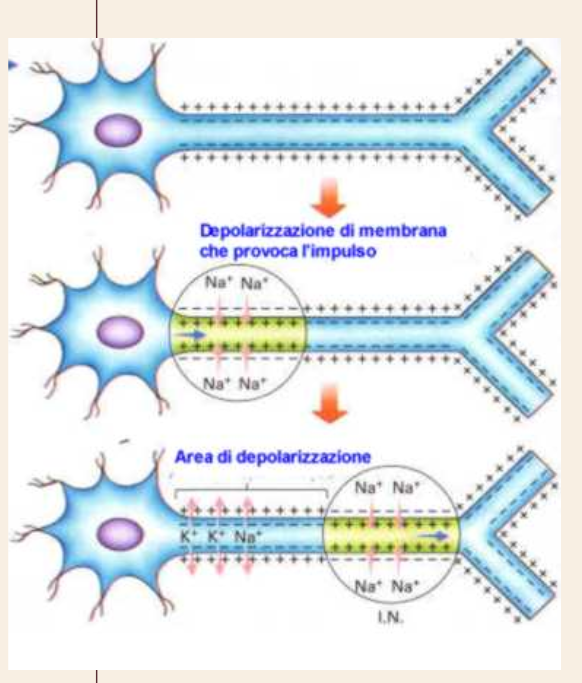 Depolarizzazione di membrana
che provoca l'impulso
Na⁺ Na⁺
Na⁺ Na⁺
Area di depolarizzazione
Na⁺ Na⁺
K⁺ K⁺ Na⁺
Na⁺ Na⁺
I.N.